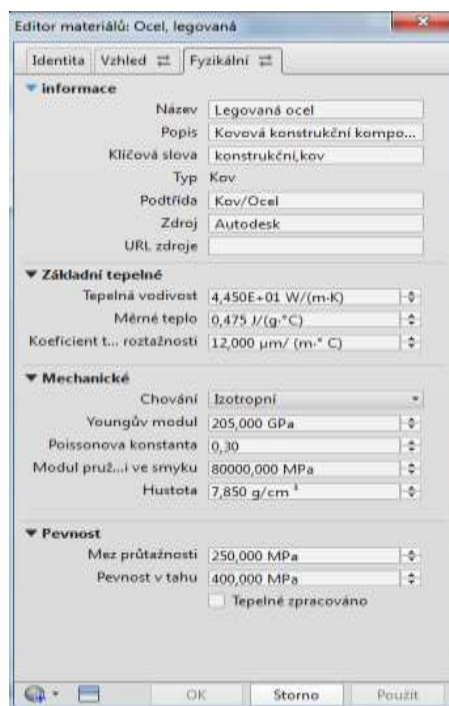 Editor materiálů: Ocel, legovaná
Identita Vzhled Fyzikální
informace
Název Legovaná ocel
Popis Kovová konstrukční kompo...
Klíčová slova konstrukční,kov
Typ Kov
Podtřída Kov/Ocel
Zdroj Autodesk
URL zdroje
Základní tepelné
Tepelná vodivost 4,450E+01 W/(m·K)
Měrné teplo 0,475 J/(g·°C)
Koeficient t... roztažnosti 12,000 µm/ (m·° C)
Mechanické
Chování Izotropní
Youngův modul 205,000 GPa
Poissonova konstanta 0,30
Modul pruž...i ve smyku 80000,000 MPa
Hustota 7,850 g/cm³
Pevnost
Mez průtažnosti 250,000 MPa
Pevnost v tahu 400,000 MPa
Tepelné zpracováno
OK Storno Použít